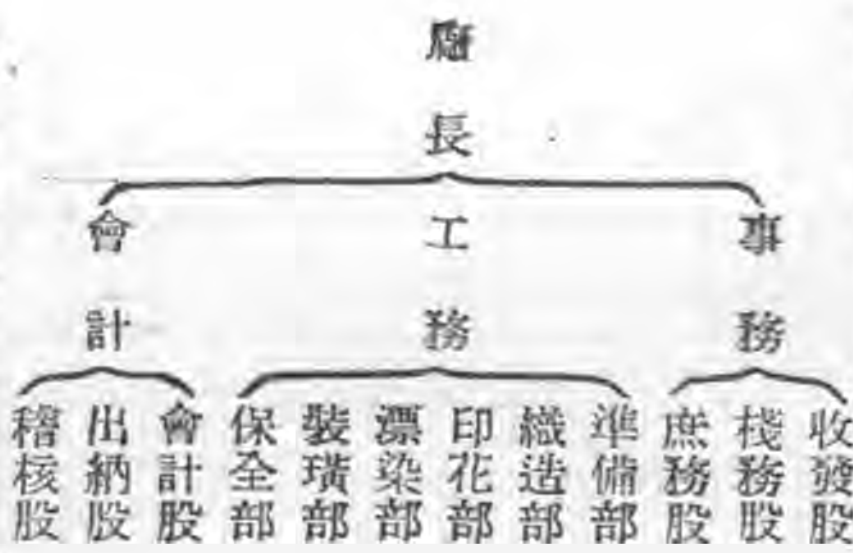 廠長
事務
工務
會計
收發股
棧務股
庶務股
準備部
織造部
印花部
漂染部
裝璜部
保全部
會計股
出納股
稽核股